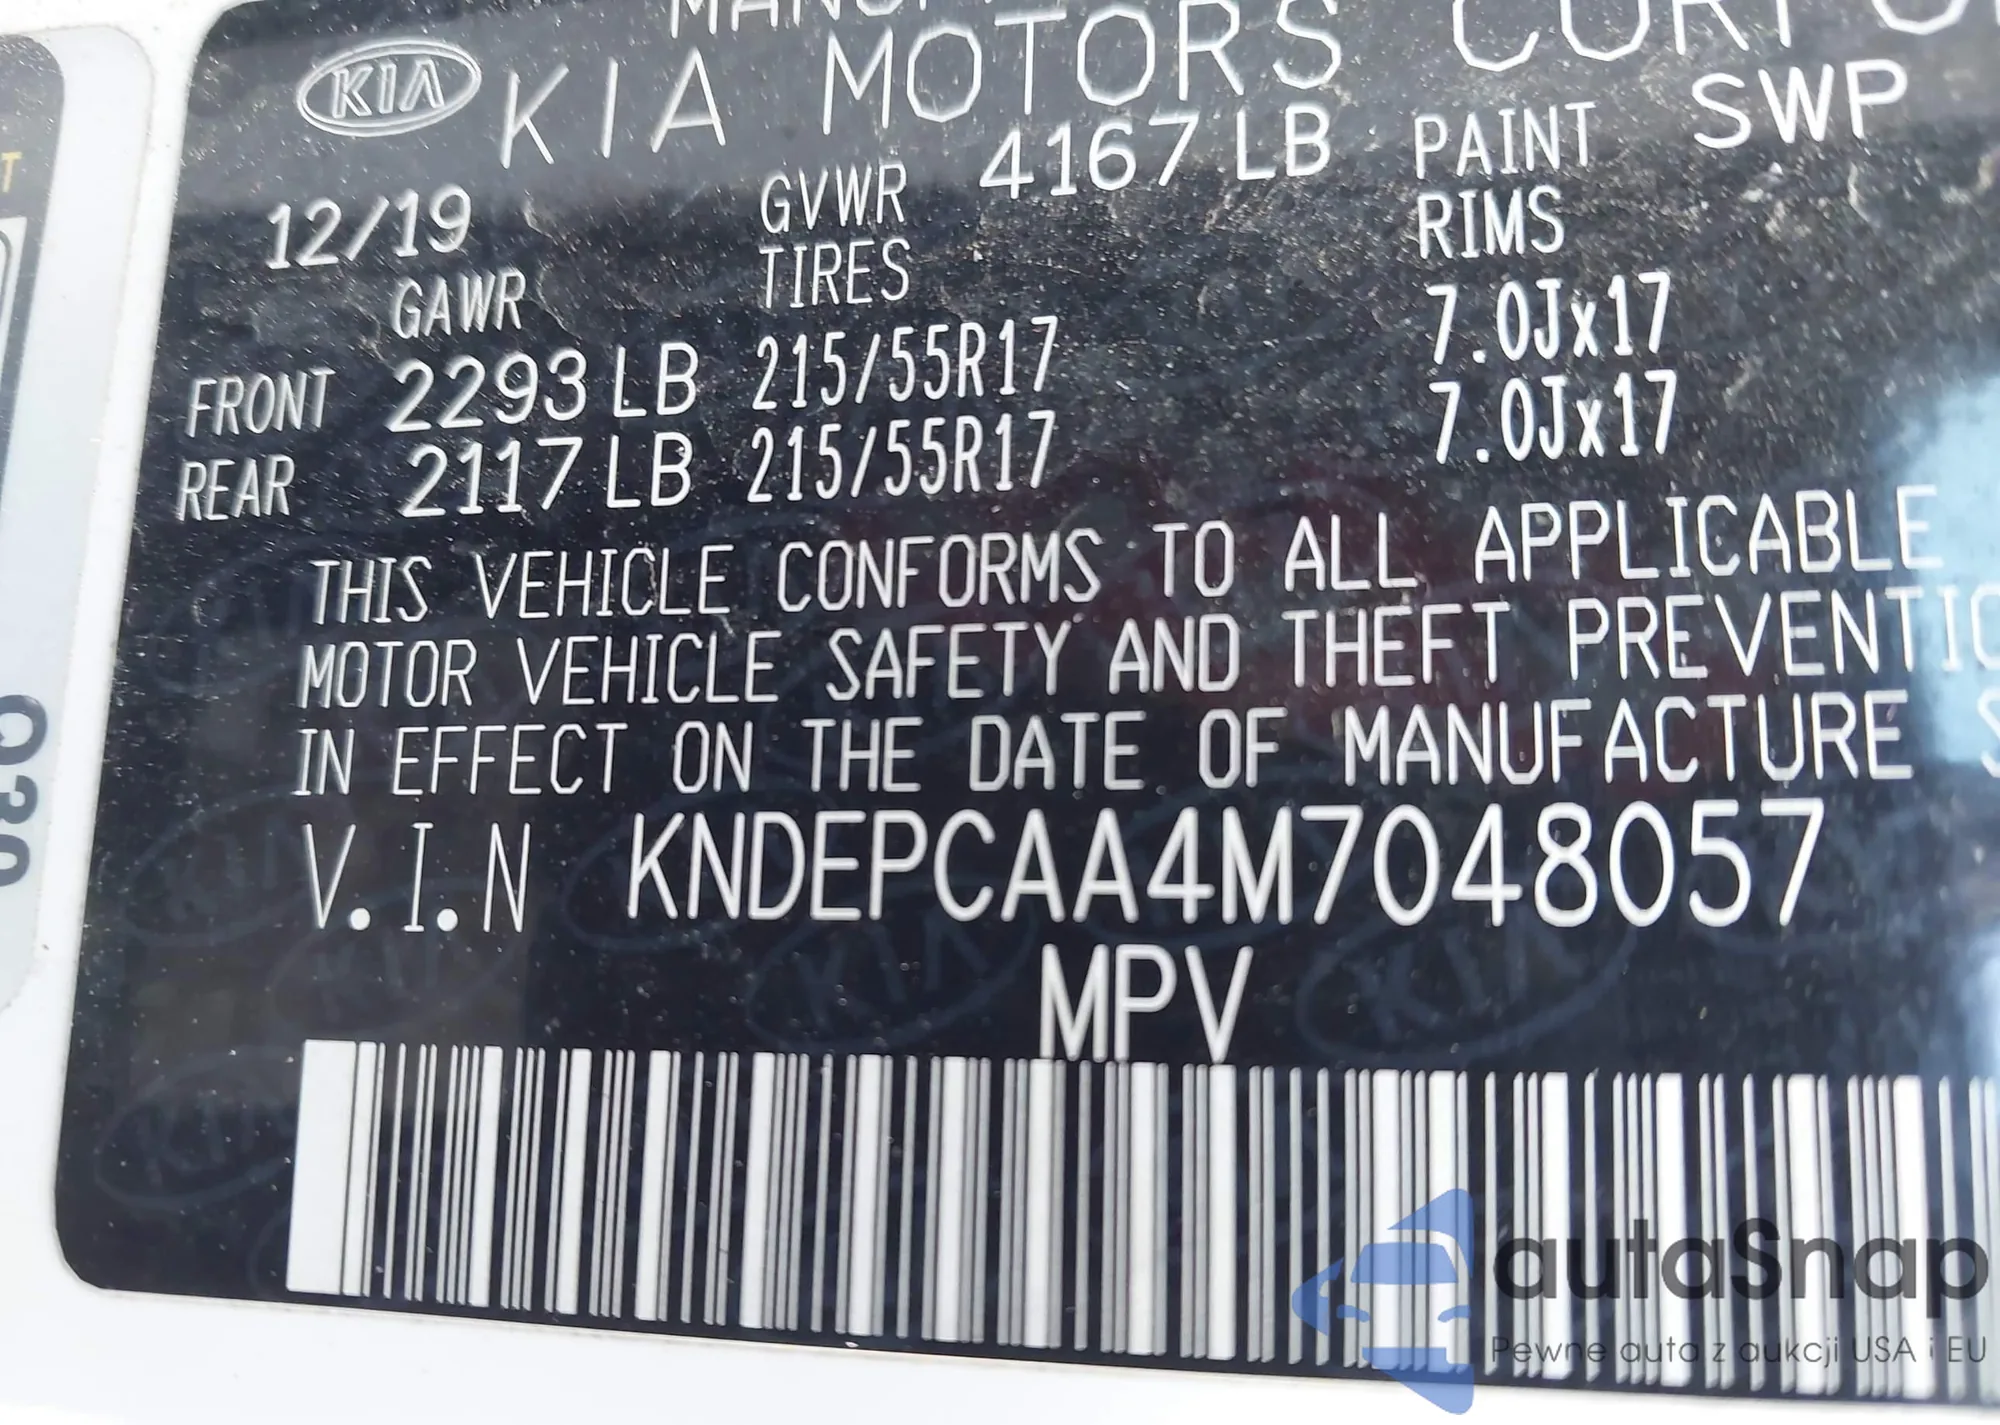 KIA KIA MOTORS
12/19 GVWR 4167 LB PAINT SWP
GAWR TIRES RIMS
FRONT 2293 LB 215/55R17 7.0Jx17
REAR 2117 LB 215/55R17 7.0Jx17
THIS VEHICLE CONFORMS TO ALL APPLICABLE
MOTOR VEHICLE SAFETY AND THEFT PREVENTIO
IN EFFECT ON THE DATE OF MANUFACTURE
V.I.N KNDEPCAA4M7048057
MPV
autaSnap
Pewne auta z aukcji USA i EU